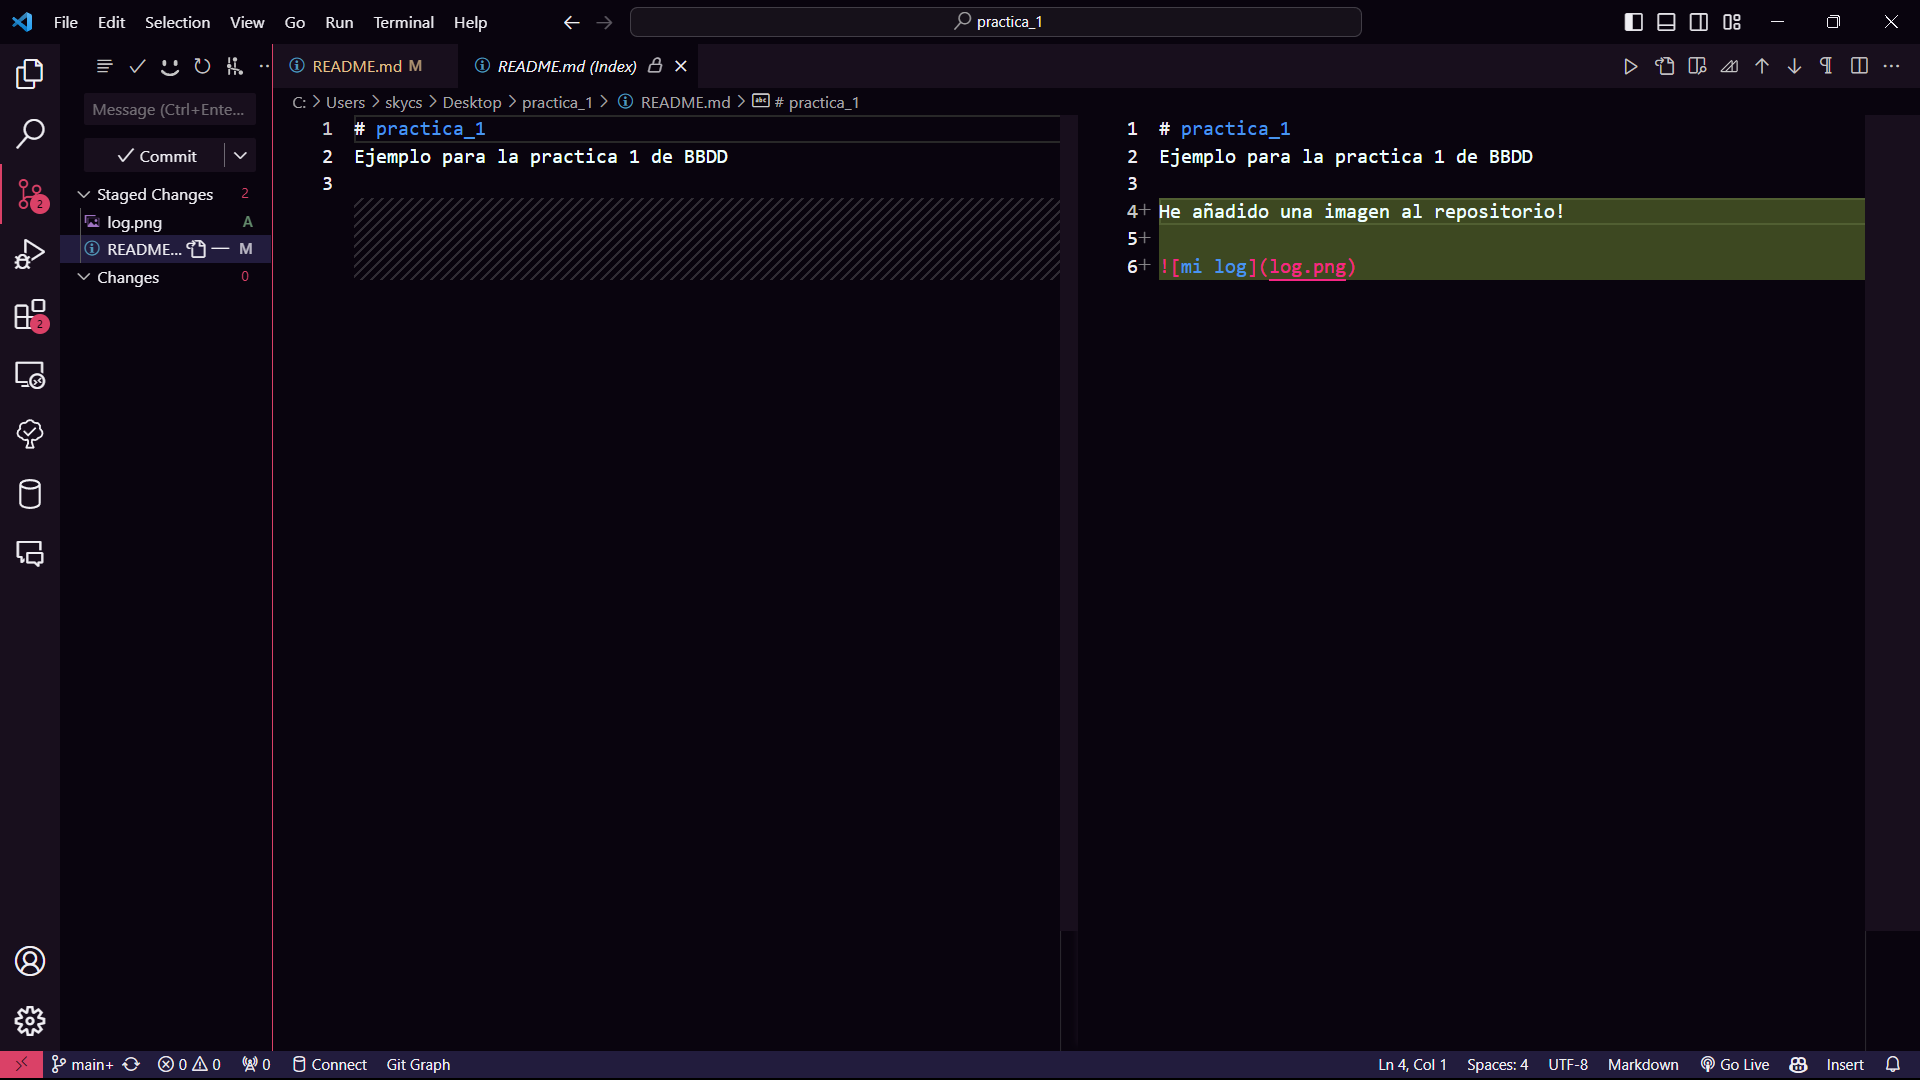 File Edit Selection View Go Run Terminal Help
practica_1
Message (Ctrl+Ente...
Commit
Staged Changes 2
log.png A
README... M
Changes 0
2
2
README.md M
README.md (Index)
C: > Users > skycs > Desktop > practica_1 > README.md > # practica_1
1 # practica_1
2 Ejemplo para la practica 1 de BBDD
3
1 # practica_1
2 Ejemplo para la practica 1 de BBDD
3
4+ He añadido una imagen al repositorio!
5+
6+ ![mi log](log.png)
main+ 0 0 0 Connect Git Graph
Ln 4, Col 1 Spaces: 4 UTF-8 Markdown Go Live Insert